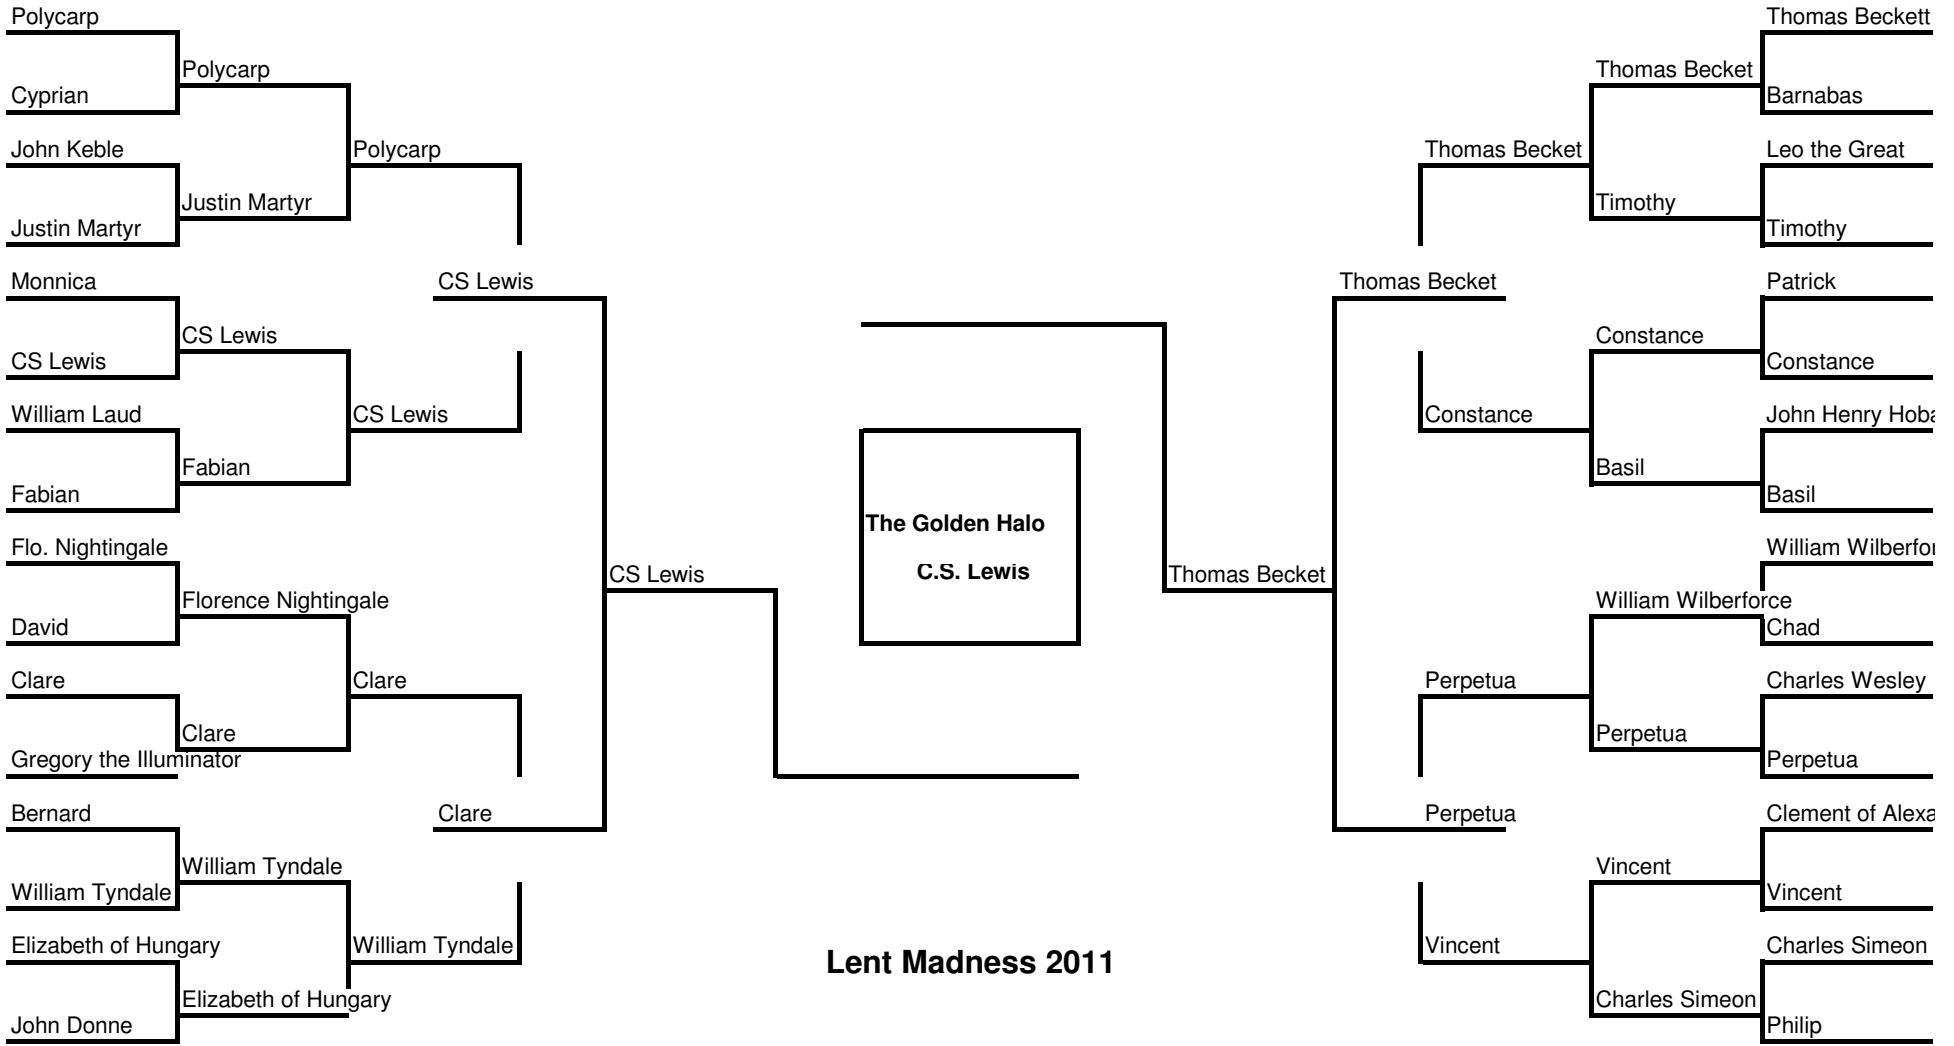 Polycarp
Cyprian
John Keble
Justin Martyr
Monnica
CS Lewis
William Laud
Fabian
Flo. Nightingale
David
Clare
Gregory the Illuminator
Bernard
William Tyndale
Elizabeth of Hungary
John Donne
Polycarp
Justin Martyr
CS Lewis
Fabian
Florence Nightingale
Clare
William Tyndale
Elizabeth of Hungary
Polycarp
CS Lewis
Clare
William Tyndale
CS Lewis
Clare
CS Lewis
The Golden Halo
C.S. Lewis
Lent Madness 2011
Thomas Becket
Thomas Becket
Perpetua
Thomas Becket
Constance
Perpetua
Vincent
Thomas Becket
Timothy
Constance
Basil
William Wilberforce
Perpetua
Vincent
Charles Simeon
Thomas Beckett
Barnabas
Leo the Great
Timothy
Patrick
Constance
John Henry
Basil
William
Chad
Charles Wesley
Perpetua
Clement of
Vincent
Charles Simeon
Philip